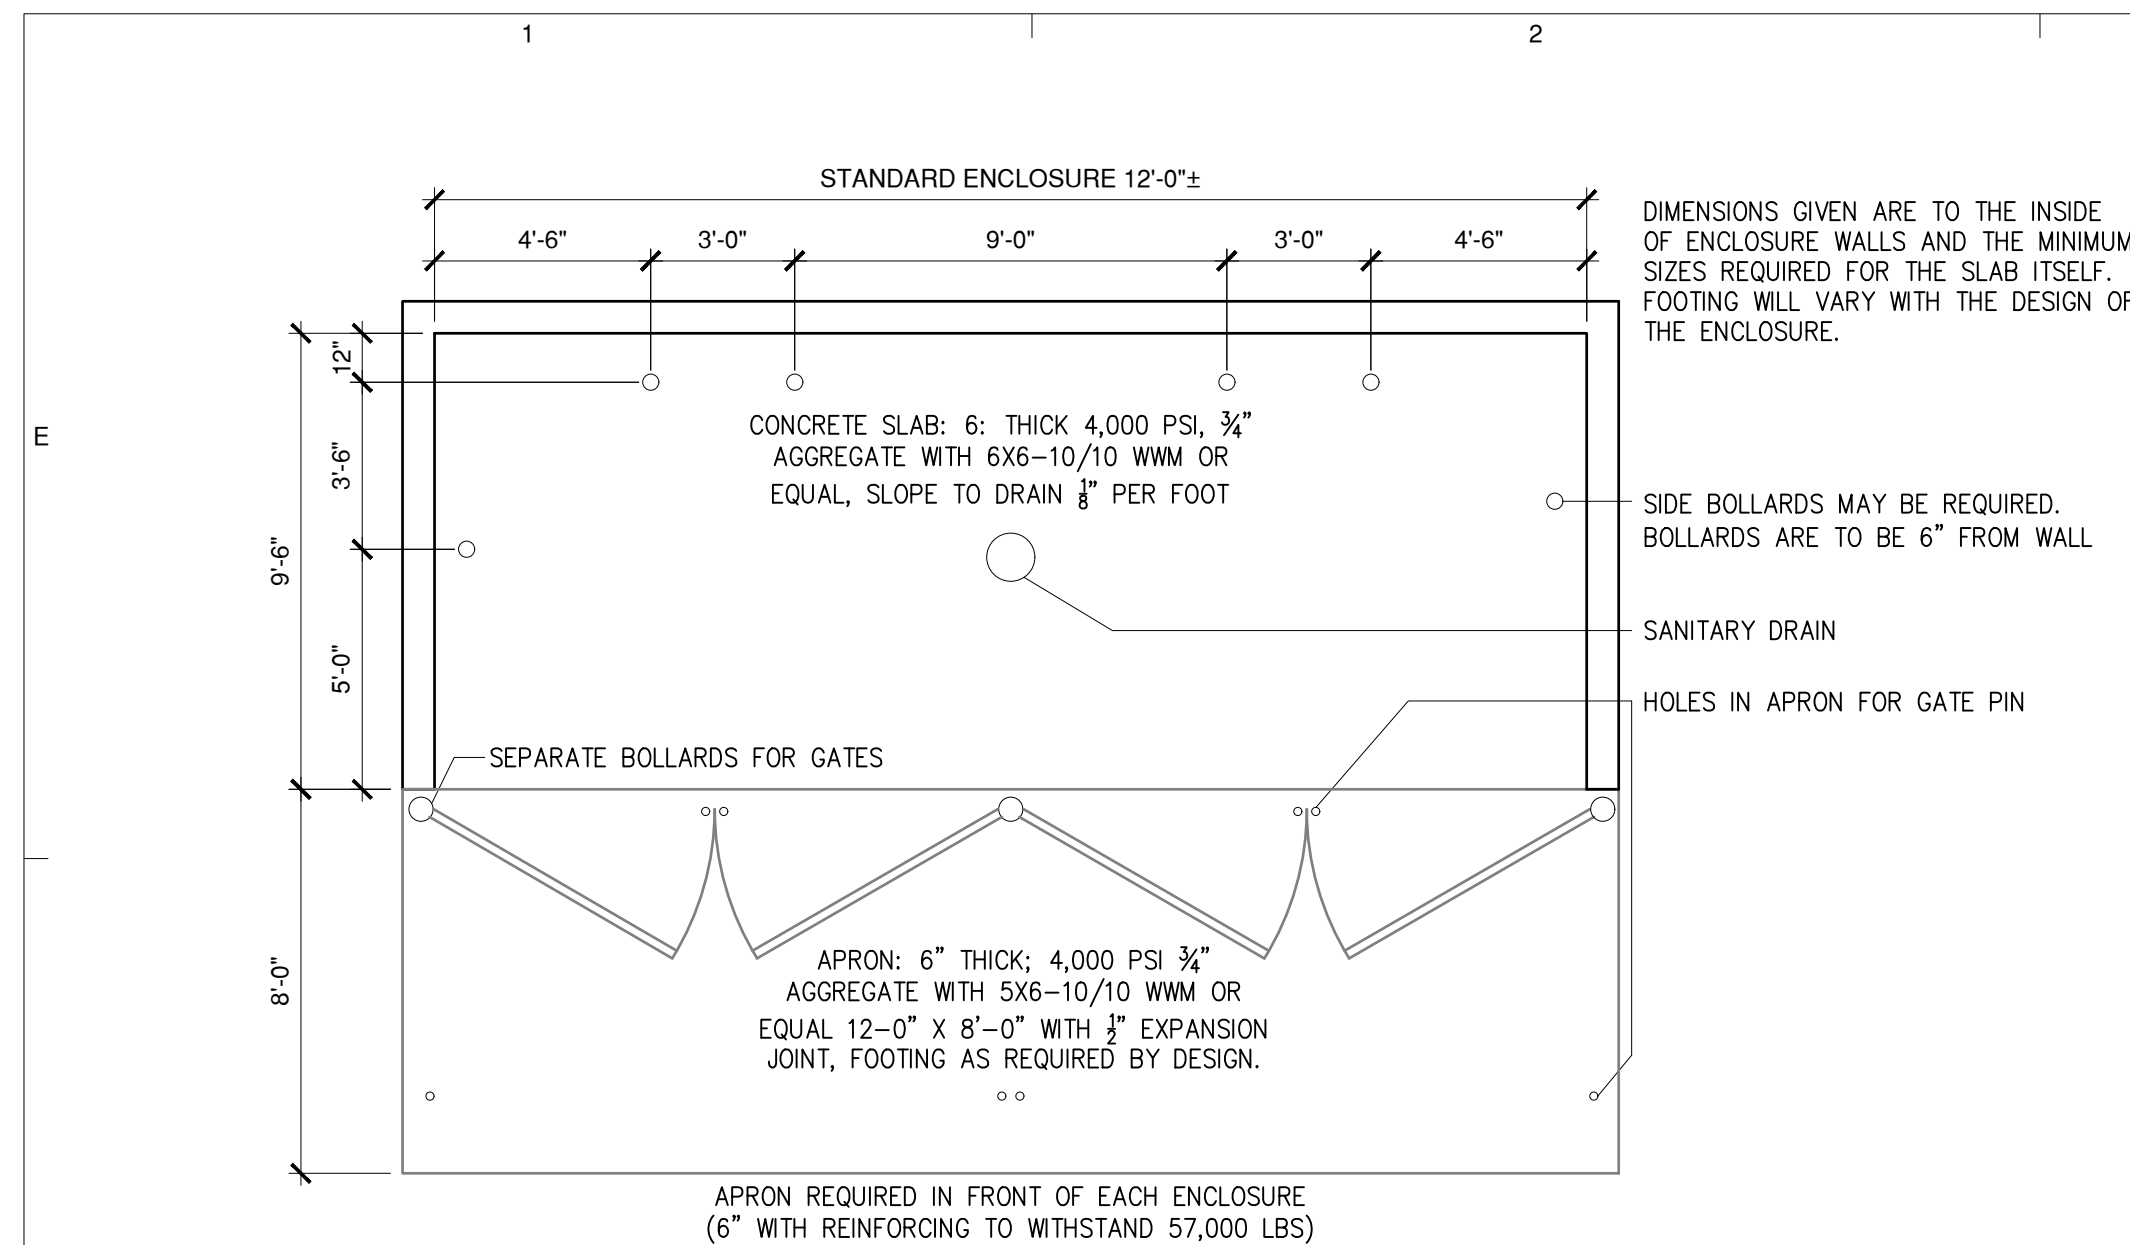 1
2
STANDARD ENCLOSURE 12'-0"±
4'-6"
3'-0"
9'-0"
3'-0"
4'-6"
DIMENSIONS GIVEN ARE TO THE INSIDE
OF ENCLOSURE WALLS AND THE MINIMUM
SIZES REQUIRED FOR THE SLAB ITSELF.
FOOTING WILL VARY WITH THE DESIGN OF
THE ENCLOSURE.
12"
E
CONCRETE SLAB: 6: THICK 4,000 PSI, ¾”
AGGREGATE WITH 6X6–10/10 WWM OR
EQUAL, SLOPE TO DRAIN ⅛” PER FOOT
3'-6"
SIDE BOLLARDS MAY BE REQUIRED.
BOLLARDS ARE TO BE 6” FROM WALL
9'-6"
SANITARY DRAIN
5'-0"
HOLES IN APRON FOR GATE PIN
SEPARATE BOLLARDS FOR GATES
8'-0"
APRON: 6” THICK; 4,000 PSI ¾”
AGGREGATE WITH 5X6–10/10 WWM OR
EQUAL 12–0” X 8’–0” WITH ½” EXPANSION
JOINT, FOOTING AS REQUIRED BY DESIGN.
APRON REQUIRED IN FRONT OF EACH ENCLOSURE
(6” WITH REINFORCING TO WITHSTAND 57,000 LBS)